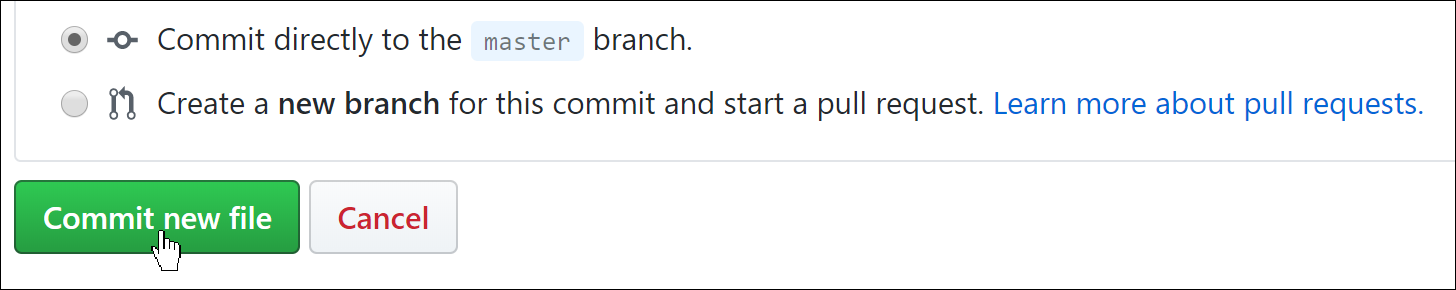 Commit directly to the master branch.
Create a new branch for this commit and start a pull request. Learn more about pull requests.
Commit new file Cancel